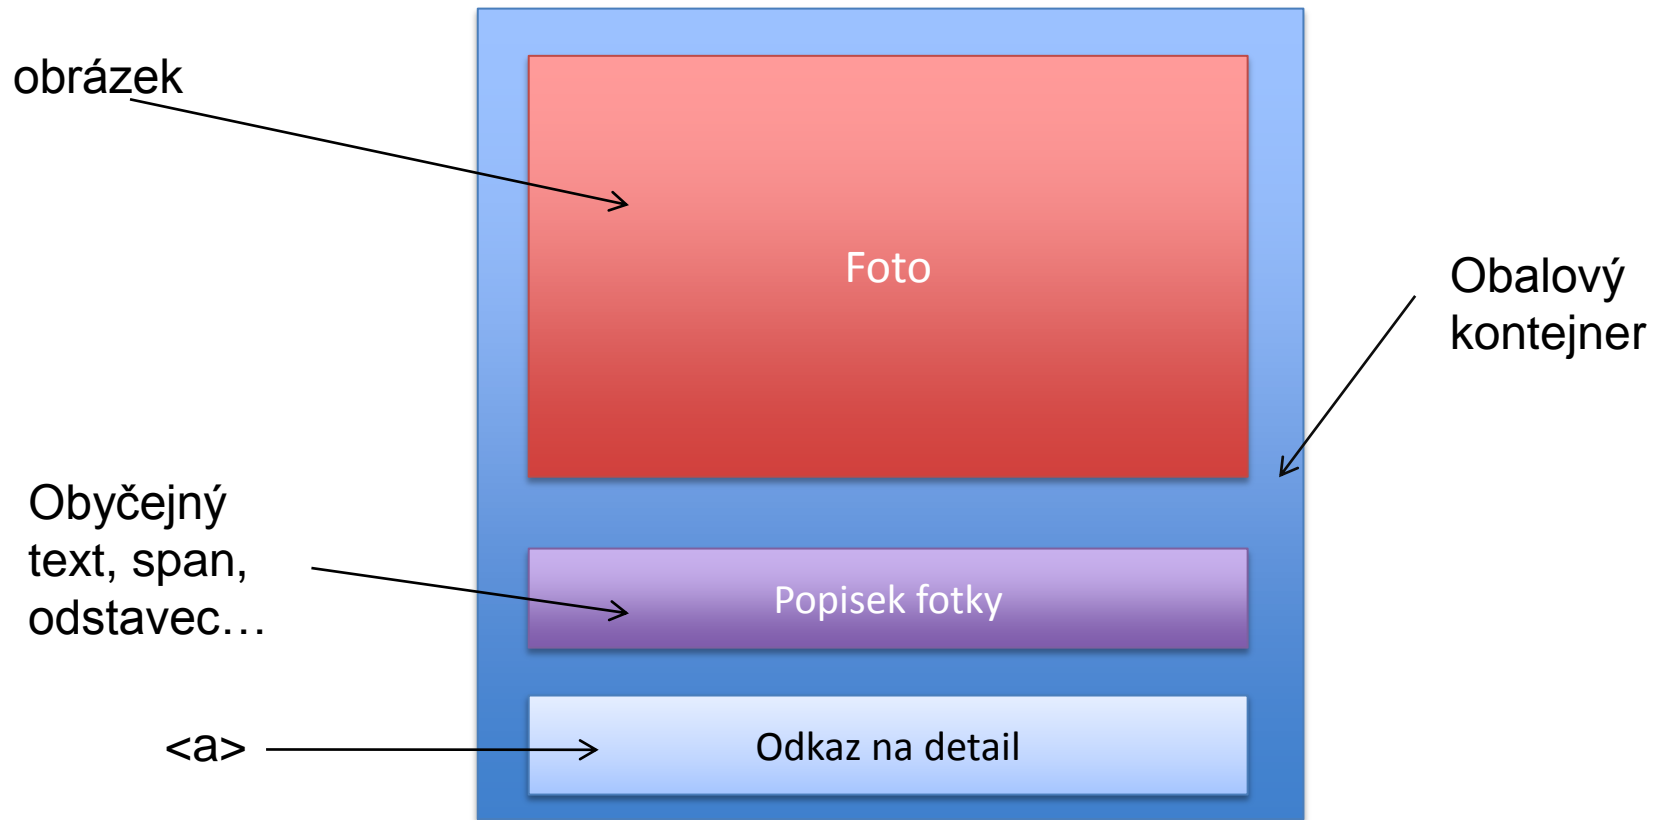 obrázek
Foto
Obalový
kontejner
Obyčejný
text, span,
odstavec…
Popisek fotky
<a>
Odkaz na detail